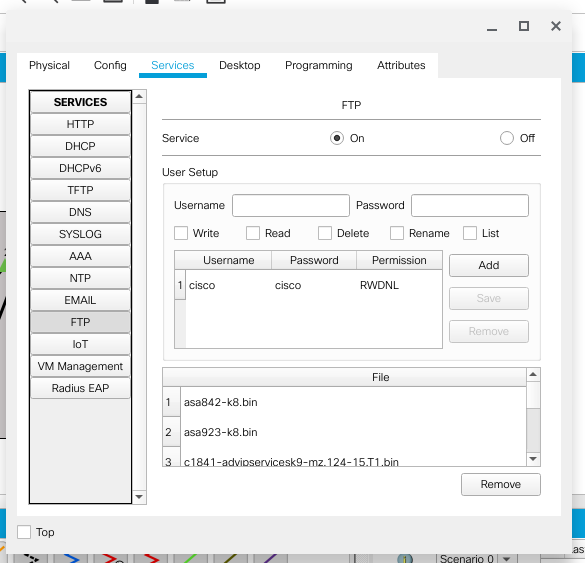 Physical Config Services Desktop Programming Attributes
SERVICES
HTTP
DHCP
DHCPv6
TFTP
DNS
SYSLOG
AAA
NTP
EMAIL
FTP
IoT
VM Management
Radius EAP
FTP
Service On Off
User Setup
Username Password
Write Read Delete Rename List
Username Password Permission
1 cisco cisco RWDNL
Add
Save
Remove
File
1 asa842-k8.bin
2 asa923-k8.bin
3 c1841-advipservicesk9-mz.124-15.T1.bin
Remove
Top
Scenario 0